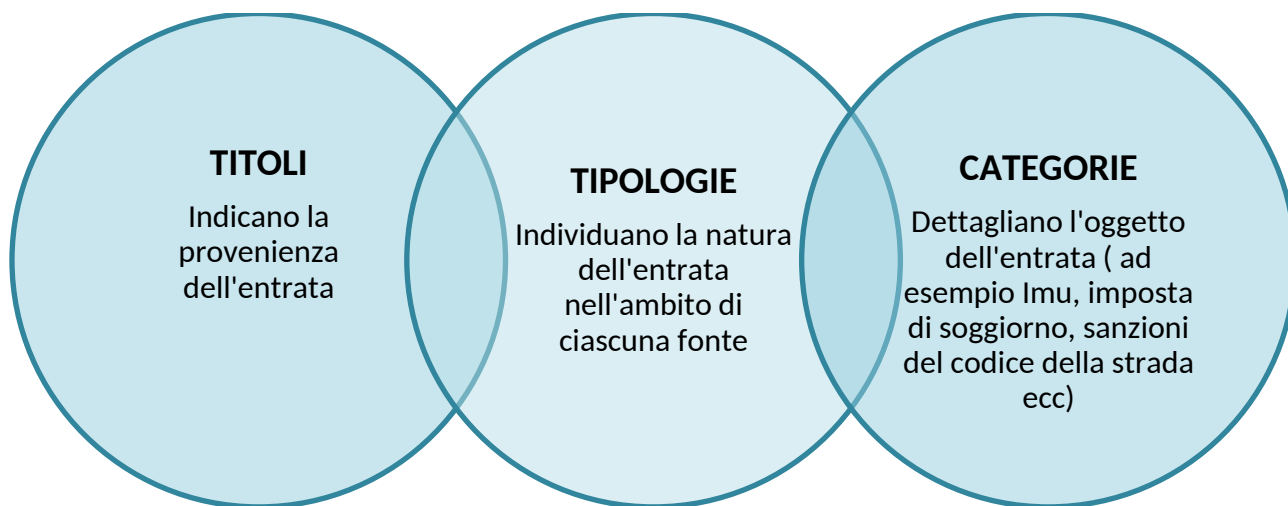 TITOLI
Indicano la
provenienza
dell'entrata
TIPOLOGIE
Individuano la natura
dell'entrata
nell'ambito di
ciascuna fonte
CATEGORIE
Dettagliano l'oggetto
dell'entrata ( ad
esempio Imu, imposta
di soggiorno, sanzioni
del codice della strada
ecc)